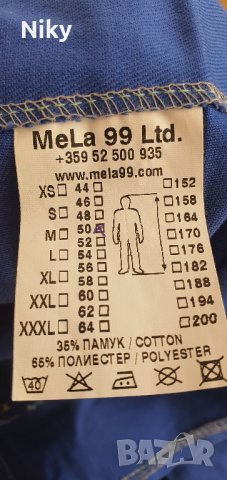 Niky
MeLa 99 Ltd.
+359 52 500 935
www.mela99.com
XS 44 152
46 158
S 48 164
M 50 170
52 176
L 54 182
56 188
XL 58 194
60 200
XXL 62
XXXL 64
35% ПАМУК / COTTON
65% ПОЛИЕСТЕР / POLYESTER
40
BAZAR
bg